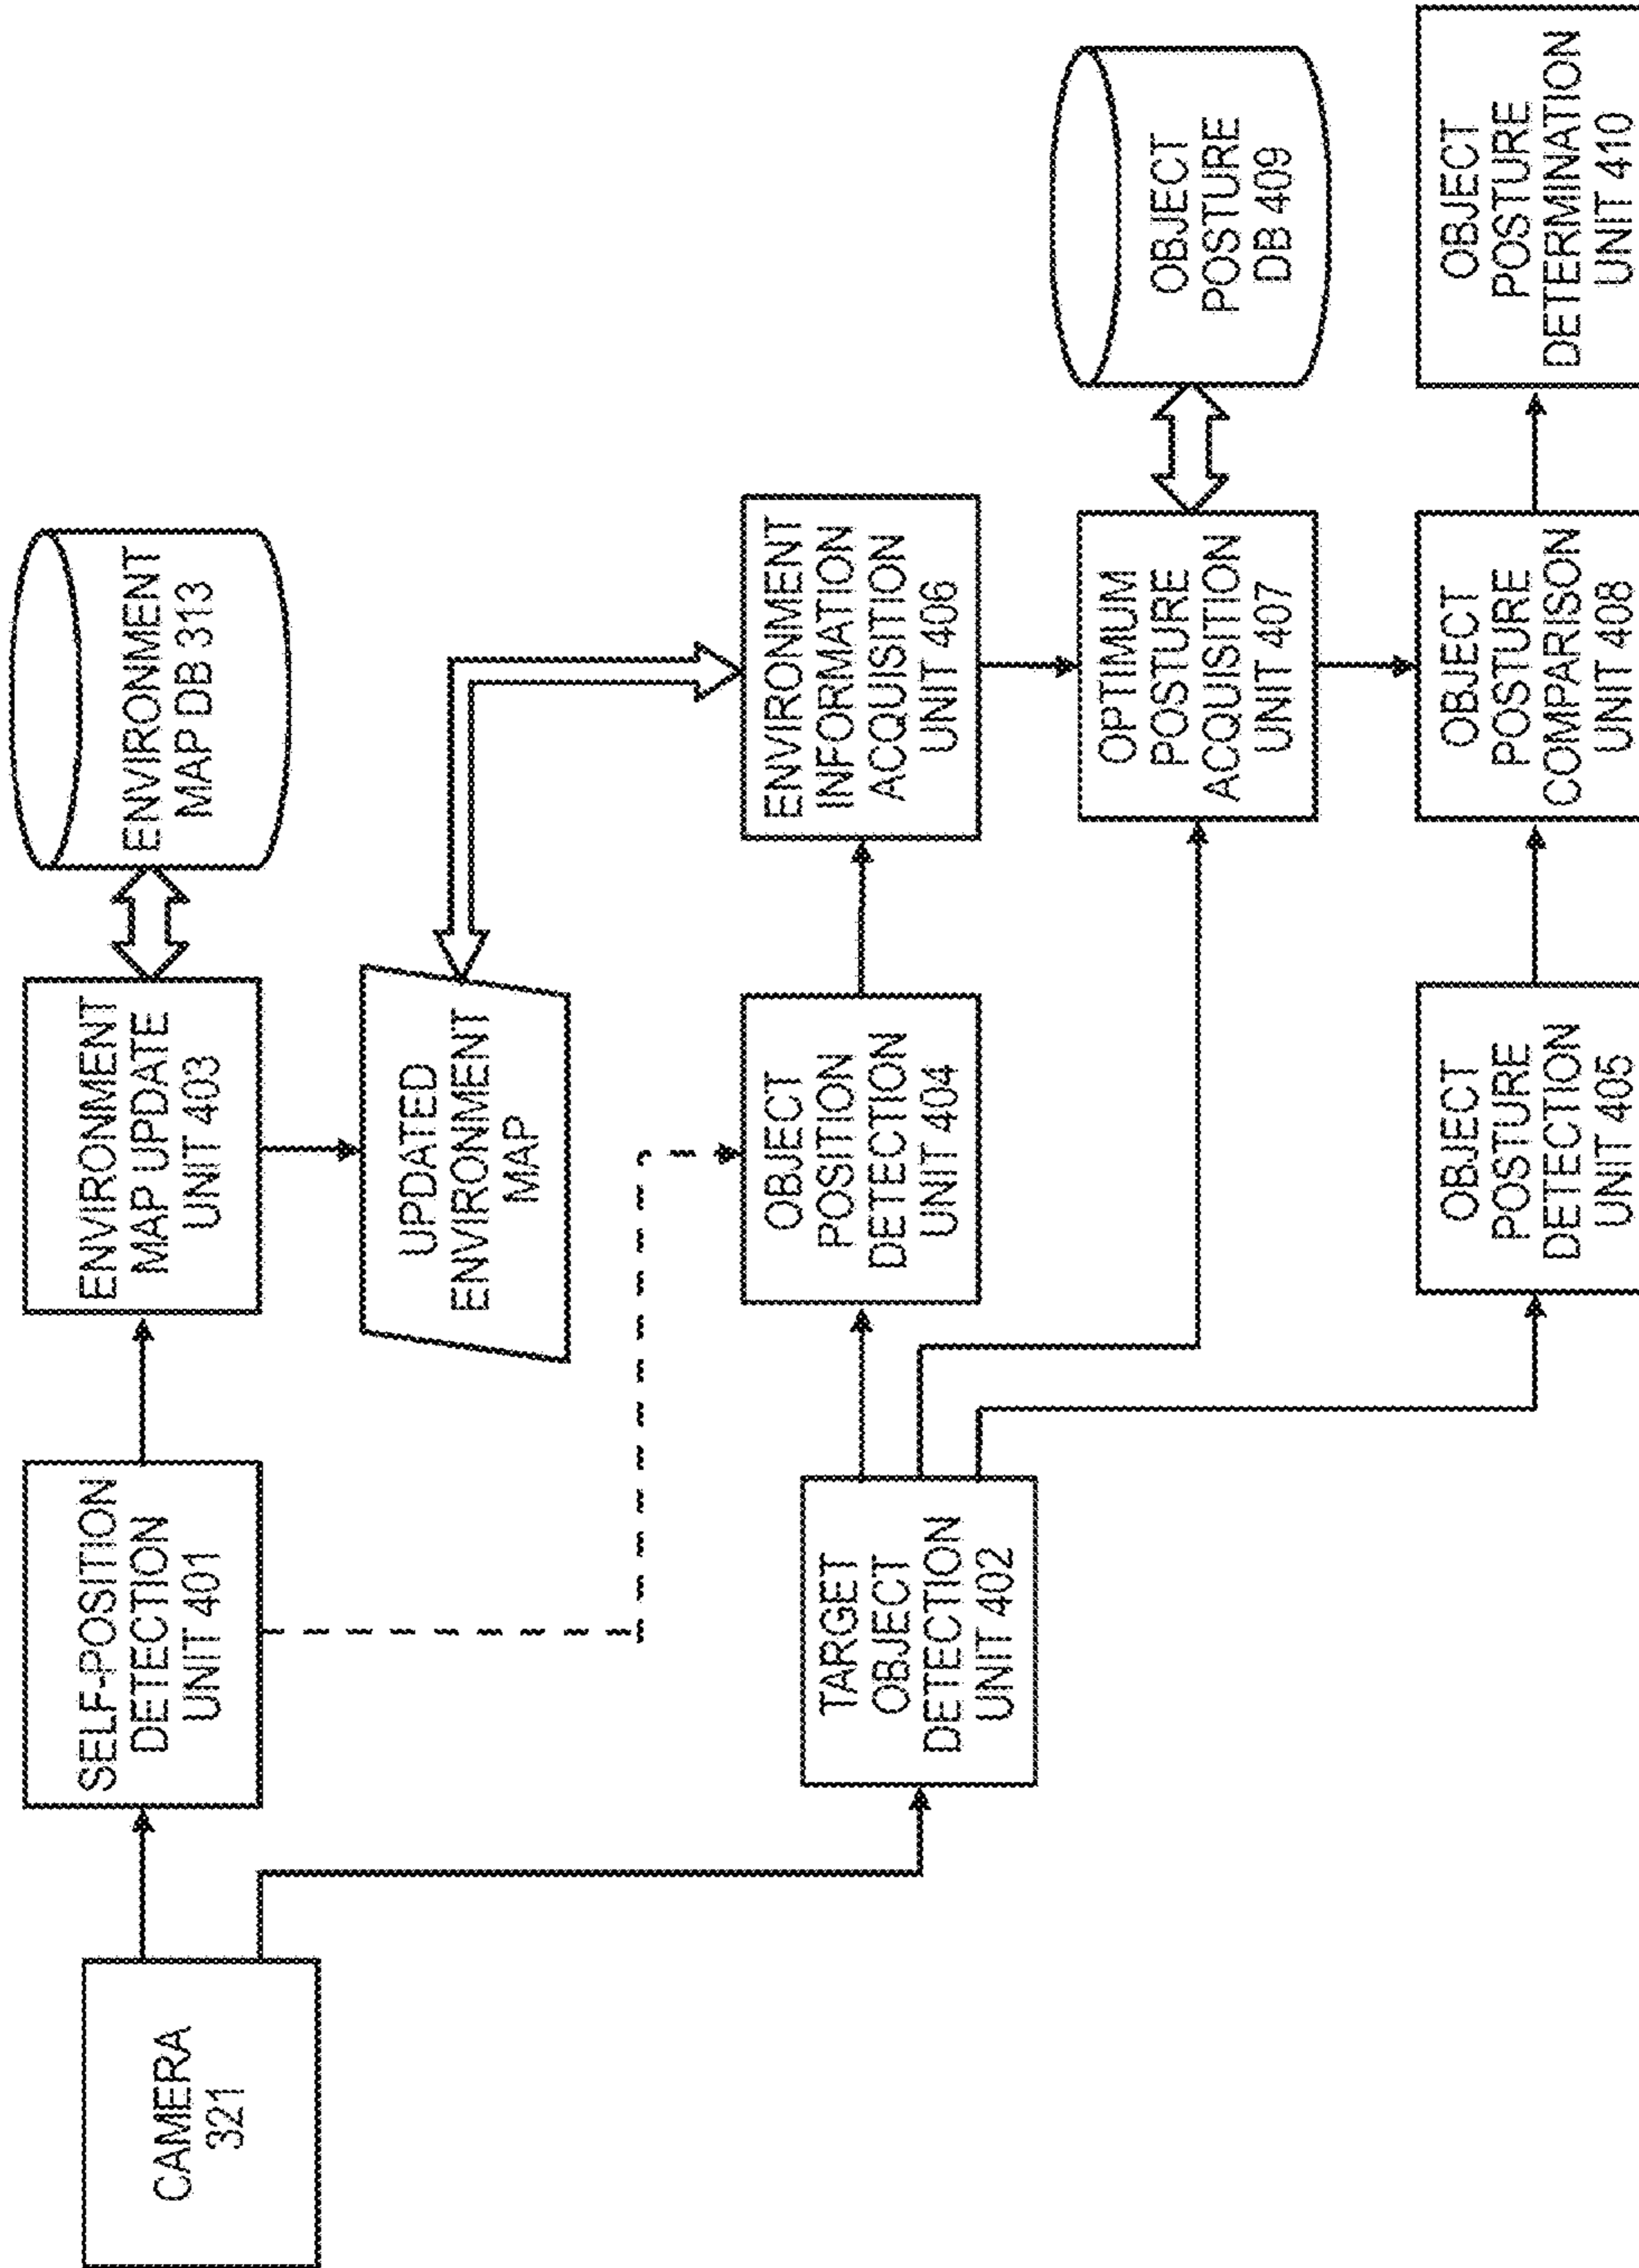 CAMERA
321
SELF-POSITION
DETECTION
UNIT 401
ENVIRONMENT
MAP UPDATE
UNIT 403
ENVIRONMENT
MAP DB 313
UPDATED
ENVIRONMENT
MAP
TARGET
OBJECT
DETECTION
UNIT 402
OBJECT
POSITION
DETECTION
UNIT 404
ENVIRONMENT
INFORMATION
ACQUISITION
UNIT 406
OPTIMUM
POSTURE
ACQUISITION
UNIT 407
OBJECT
POSTURE
DB 409
OBJECT
POSTURE
DETECTION
UNIT 405
OBJECT
POSTURE
COMPARISON
UNIT 408
OBJECT
POSTURE
DETERMINATION
UNIT 410